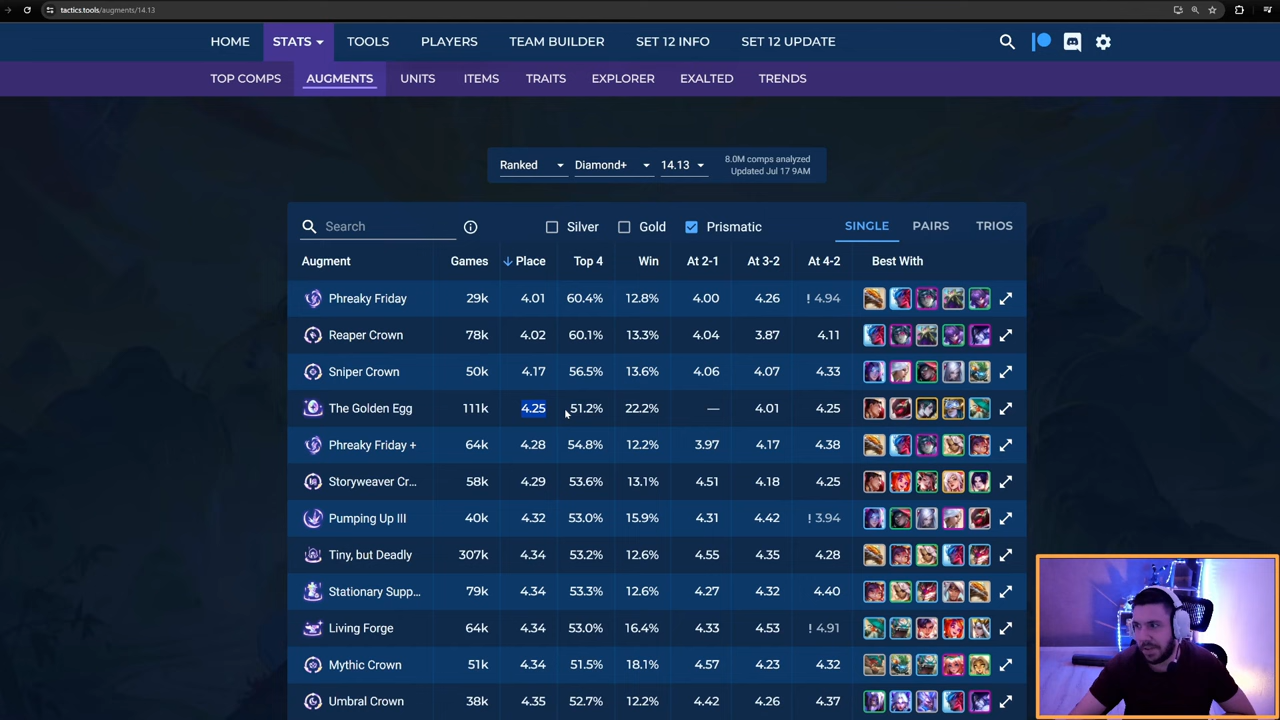 tactics.tools/augments/14.13
HOME STATS TOOLS PLAYERS TEAM BUILDER SET 12 INFO SET 12 UPDATE
TOP COMPS AUGMENTS UNITS ITEMS TRAITS EXPLORER EXALTED TRENDS
Ranked Diamond+ 14.13 8.0M comps analyzed
Updated Jul 17 9AM
Search Silver Gold Prismatic SINGLE PAIRS TRIOS
Augment Games Place Top 4 Win At 2-1 At 3-2 At 4-2 Best With
Phreaky Friday 29k 4.01 60.4% 12.8% 4.00 4.26 ! 4.94
Reaper Crown 78k 4.02 60.1% 13.3% 4.04 3.87 4.11
Sniper Crown 50k 4.17 56.5% 13.6% 4.06 4.07 4.33
The Golden Egg 111k 4.25 51.2% 22.2% — 4.01 4.25
Phreaky Friday + 64k 4.28 54.8% 12.2% 3.97 4.17 4.38
Storyweaver Cr... 58k 4.29 53.6% 13.1% 4.51 4.18 4.25
Pumping Up III 40k 4.32 53.0% 15.9% 4.31 4.42 ! 3.94
Tiny, but Deadly 307k 4.34 53.2% 12.6% 4.55 4.35 4.28
Stationary Supp... 79k 4.34 53.3% 12.6% 4.27 4.32 4.40
Living Forge 64k 4.34 53.0% 16.4% 4.33 4.53 ! 4.91
Mythic Crown 51k 4.34 51.5% 18.1% 4.57 4.23 4.32
Umbral Crown 38k 4.35 52.7% 12.6% 4.42 4.26 4.37